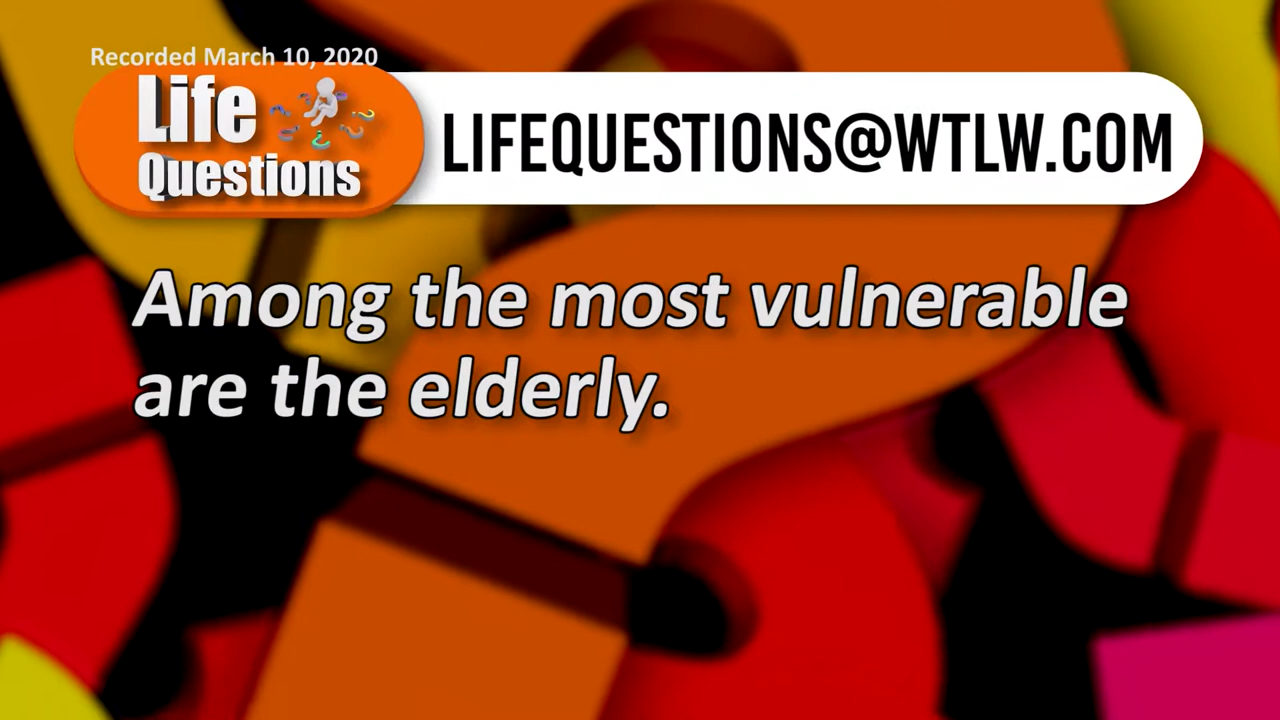 Recorded March 10, 2020
Life
Questions
LIFEQUESTIONS@WTLW.COM
Among the most vulnerable
are the elderly.